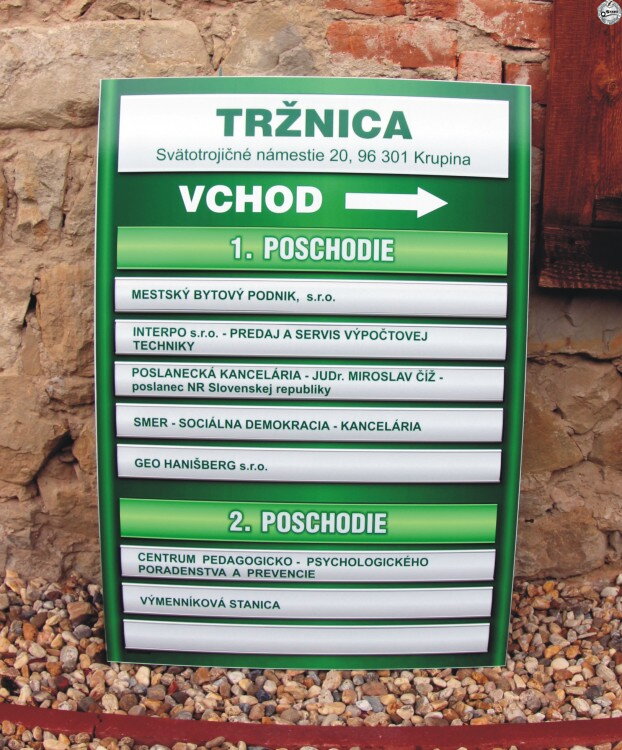 TRŽNICA
Svätotrojičné námestie 20, 96 301 Krupina
VCHOD
1. POSCHODIE
MESTSKÝ BYTOVÝ PODNIK, s.r.o.
INTERPO s.r.o. - PREDAJ A SERVIS VÝPOČTOVEJ
TECHNIKY
POSLANECKÁ KANCELÁRIA - JUDr. MIROSLAV ČÍŽ -
poslanec NR Slovenskej republiky
SMER - SOCIÁLNA DEMOKRACIA - KANCELÁRIA
GEO HANIŠBERG s.r.o.
2. POSCHODIE
CENTRUM PEDAGOGICKO - PSYCHOLOGICKÉHO
PORADENSTVA A PREVENCIE
VÝMENNÍKOVÁ STANICA